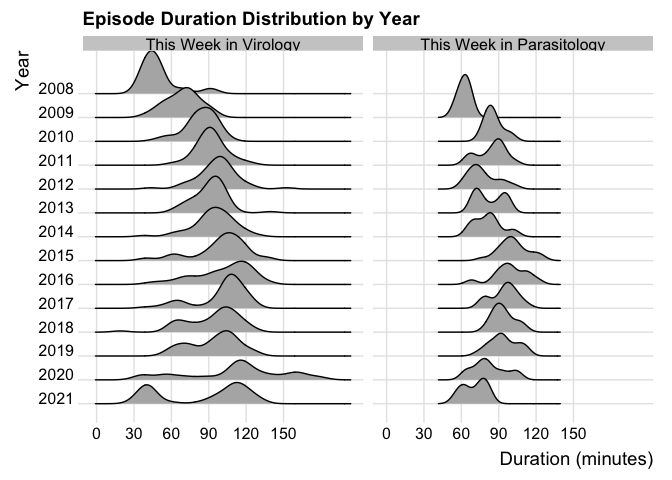 Episode Duration Distribution by Year
This Week in Virology
This Week in Parasitology
Year
2008
2009
2010
2011
2012
2013
2014
2015
2016
2017
2018
2019
2020
2021
0 30 60 90 120 150
0 30 60 90 120 150
Duration (minutes)